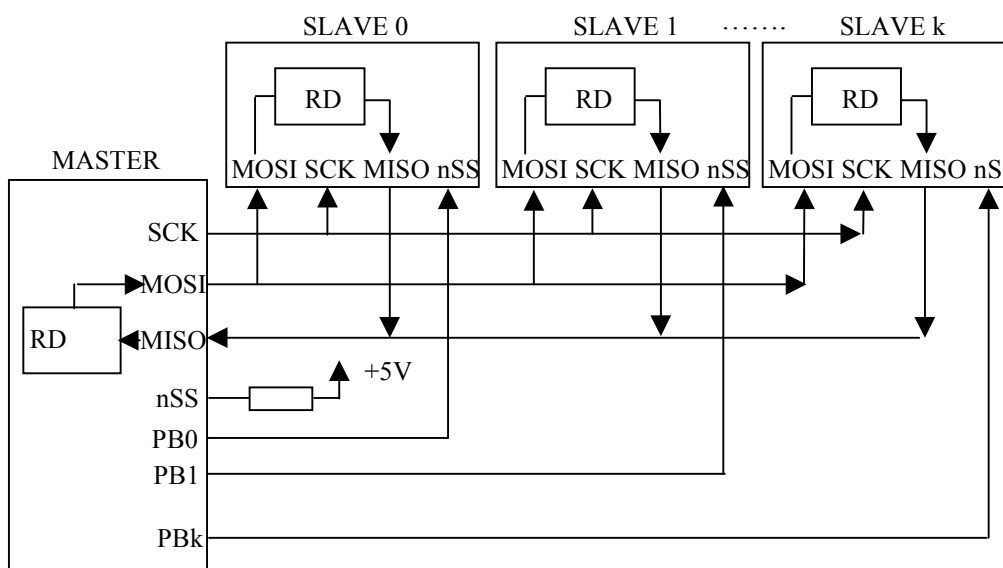 SLAVE 0 SLAVE 1 ....... SLAVE k
RD RD RD
MOSI SCK MISO nSS MOSI SCK MISO nSS MOSI SCK MISO nS
MASTER
SCK
MOSI
RD MISO
+5V
nSS
PB0
PB1
PBk